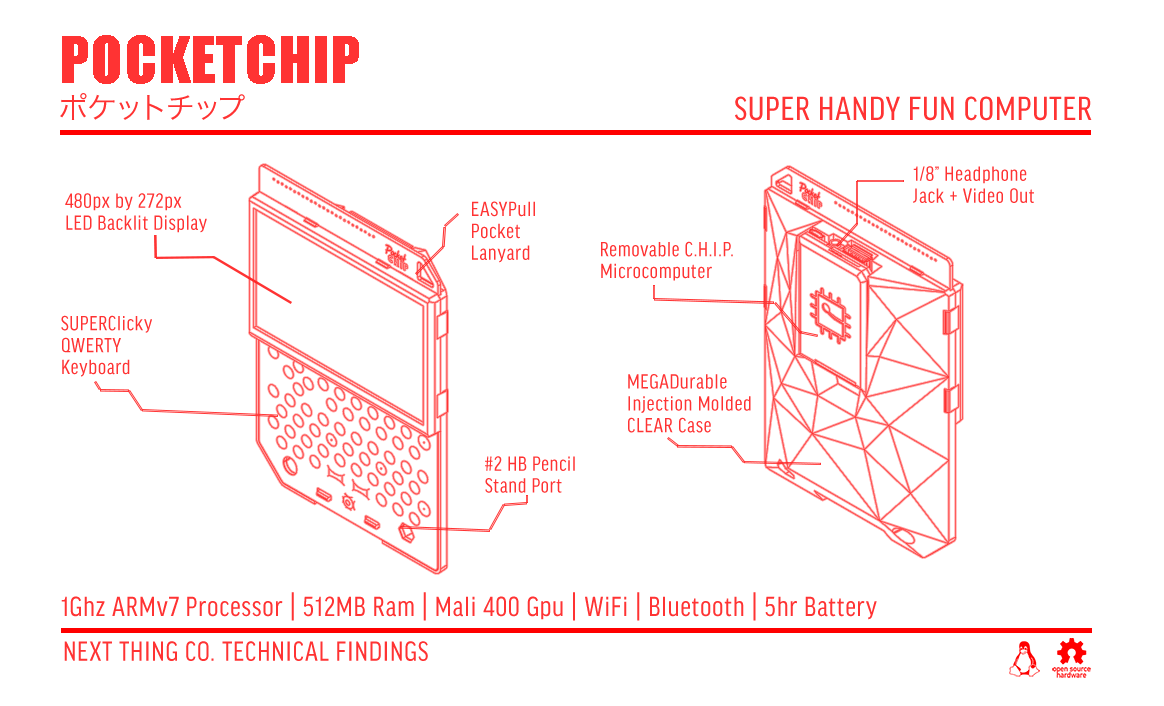 POCKETCHIP
ポケットチップ
SUPER HANDY FUN COMPUTER
480px by 272px
LED Backlit Display
EASYPull
Pocket
Lanyard
SUPERClicky
QWERTY
Keyboard
#2 HB Pencil
Stand Port
Pocket
CHIP
1/8" Headphone
Jack + Video Out
Removable C.H.I.P.
Microcomputer
MEGADurable
Injection Molded
CLEAR Case
Pocket
CHIP
1Ghz ARMv7 Processor | 512MB Ram | Mali 400 Gpu | WiFi | Bluetooth | 5hr Battery
NEXT THING CO. TECHNICAL FINDINGS
open source
hardware